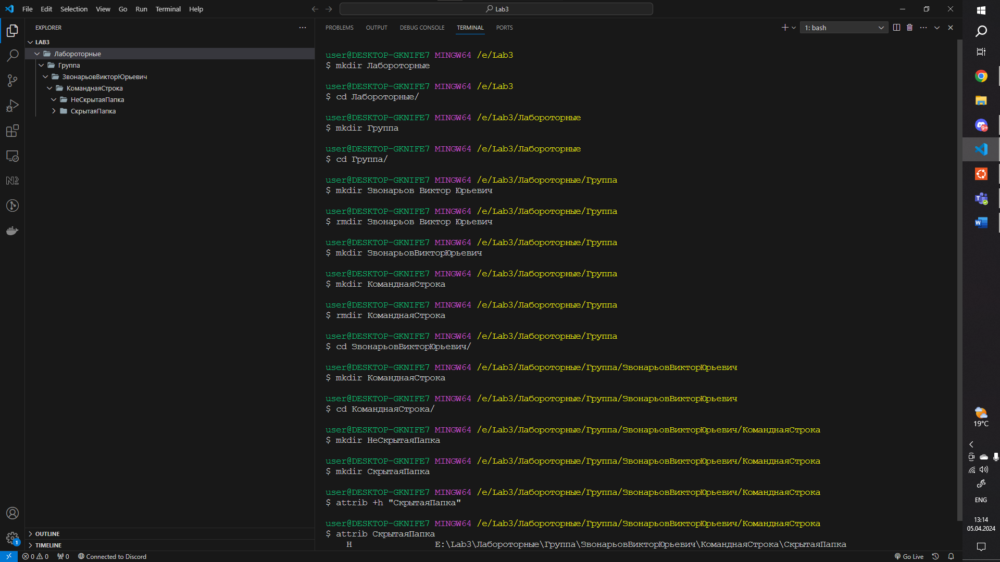 File Edit Selection View Go Run Terminal Help
Lab3
EXPLORER
LAB3
Лабороторные
Группа
ЗвонарьовВикторЮрьевич
КоманднаяСтрока
НеСкрытаяПапка
СкрытаяПапка
OUTLINE
TIMELINE
PROBLEMS OUTPUT DEBUG CONSOLE TERMINAL PORTS
1: bash
user@DESKTOP-GKNIFE7 MINGW64 /e/Lab3
$ mkdir Лабороторные
user@DESKTOP-GKNIFE7 MINGW64 /e/Lab3
$ cd Лабороторные/
user@DESKTOP-GKNIFE7 MINGW64 /e/Lab3/Лабороторные
$ mkdir Группа
user@DESKTOP-GKNIFE7 MINGW64 /e/Lab3/Лабороторные
$ cd Группа/
user@DESKTOP-GKNIFE7 MINGW64 /e/Lab3/Лабороторные/Группа
$ mkdir Звонарьов Виктор Юрьевич
user@DESKTOP-GKNIFE7 MINGW64 /e/Lab3/Лабороторные/Группа
$ rmdir Звонарьов Виктор Юрьевич
user@DESKTOP-GKNIFE7 MINGW64 /e/Lab3/Лабороторные/Группа
$ mkdir ЗвонарьовВикторЮрьевич
user@DESKTOP-GKNIFE7 MINGW64 /e/Lab3/Лабороторные/Группа
$ mkdir КоманднаяСтрока
user@DESKTOP-GKNIFE7 MINGW64 /e/Lab3/Лабороторные/Группа
$ rmdir КоманднаяСтрока
user@DESKTOP-GKNIFE7 MINGW64 /e/Lab3/Лабороторные/Группа
$ cd ЗвонарьовВикторЮрьевич/
user@DESKTOP-GKNIFE7 MINGW64 /e/Lab3/Лабороторные/Группа/ЗвонарьовВикторЮрьевич
$ mkdir КоманднаяСтрока
user@DESKTOP-GKNIFE7 MINGW64 /e/Lab3/Лабороторные/Группа/ЗвонарьовВикторЮрьевич
$ cd КоманднаяСтрока/
user@DESKTOP-GKNIFE7 MINGW64 /e/Lab3/Лабороторные/Группа/ЗвонарьовВикторЮрьевич/КоманднаяСтрока
$ mkdir НеСкрытаяПапка
user@DESKTOP-GKNIFE7 MINGW64 /e/Lab3/Лабороторные/Группа/ЗвонарьовВикторЮрьевич/КоманднаяСтрока
$ mkdir СкрытаяПапка
user@DESKTOP-GKNIFE7 MINGW64 /e/Lab3/Лабороторные/Группа/ЗвонарьовВикторЮрьевич/КоманднаяСтрока
$ attrib +h "СкрытаяПапка"
user@DESKTOP-GKNIFE7 MINGW64 /e/Lab3/Лабороторные/Группа/ЗвонарьовВикторЮрьевич/КоманднаяСтрока
$ attrib СкрытаяПапка
H E:\Lab3\Лабороторные\Группа\ЗвонарьовВикторЮрьевич\КоманднаяСтрока\СкрытаяПапка
1
0 0 0 Connected to Discord
Go Live
9+
19°C
ENG
13:14
05.04.2024